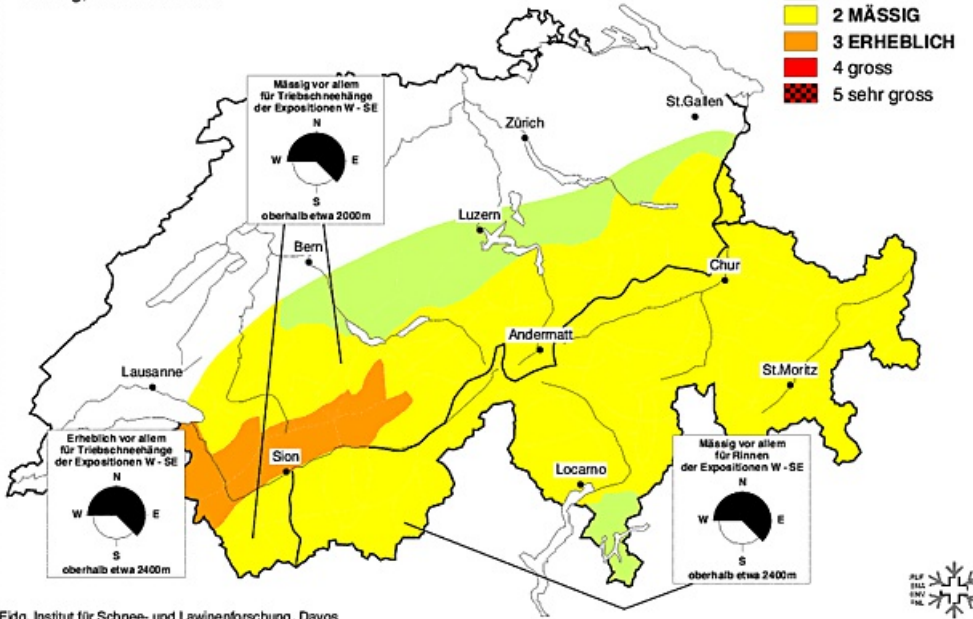 2 MÄSSIG
3 ERHEBLICH
4 gross
5 sehr gross
Mässig vor allem
für Triebschneehänge
der Expositionen W - SE
N
W E
S
oberhalb etwa 2000m
St.Gallen
Zürich
Luzern
Bern
Chur
Andermatt
Lausanne
St.Moritz
Sion
Locarno
Erheblich vor allem
für Triebschneehänge
der Expositionen W - SE
N
W E
S
oberhalb etwa 2400m
Mässig vor allem
für Rinnen
der Expositionen W - SE
N
W E
S
oberhalb etwa 2400m
Eidg. Institut für Schnee- und Lawinenforschung, Davos